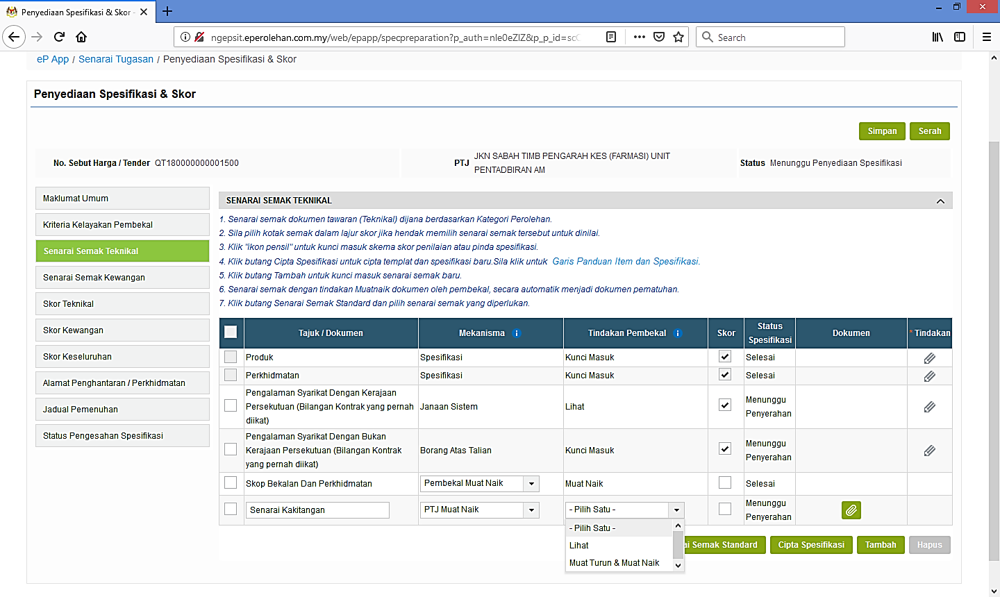 Penyediaan Spesifikasi & Skor -
ngepsit.eperolehan.com.my/web/epapp/specpreparation?p_auth=nle0eZIZ&p_p_id=scC
Search
eP App / Senarai Tugasan / Penyediaan Spesifikasi & Skor
Penyediaan Spesifikasi & Skor
Simpan
Serah
No. Sebut Harga / Tender QT180000000001500
PTJ JKN SABAH TIMB PENGARAH KES (FARMASI) UNIT
PENTADBIRAN AM
Status Menunggu Penyediaan Spesifikasi
Maklumat Umum
Kriteria Kelayakan Pembekal
Senarai Semak Teknikal
Senarai Semak Kewangan
Skor Teknikal
Skor Kewangan
Skor Keseluruhan
Alamat Penghantaran / Perkhidmatan
Jadual Pemenuhan
Status Pengesahan Spesifikasi
SENARAI SEMAK TEKNIKAL
1. Senarai semak dokumen tawaran (Teknikal) dijana berdasarkan Kategori Perolehan.
2. Sila pilih kotak semak dalam lajur skor jika hendak memilih senarai semak tersebut untuk dinilai.
3. Klik "ikon pensil" untuk kunci masuk skema skor penilaian atau pinda spesifikasi.
4. Klik butang Cipta Spesifikasi untuk cipta templat dan spesifikasi baru.Sila klik untuk Garis Panduan Item dan Spesifikasi.
5. Klik butang Tambah untuk kunci masuk senarai semak baru.
6. Senarai semak dengan tindakan Muatnaik dokumen oleh pembekal, secara automatik menjadi dokumen pematuhan.
7. Klik butang Senarai Semak Standard dan pilih senarai semak yang diperlukan.
Tajuk / Dokumen
Mekanisma i
Tindakan Pembekal i
Skor
Status
Spesifikasi
Dokumen
* Tindakan
Produk
Spesifikasi
Kunci Masuk
Selesai
Perkhidmatan
Spesifikasi
Kunci Masuk
Selesai
Pengalaman Syarikat Dengan Kerajaan
Persekutuan (Bilangan Kontrak yang pernah
diikat)
Janaan Sistem
Lihat
Menunggu
Penyerahan
Pengalaman Syarikat Dengan Bukan
Kerajaan Persekutuan (Bilangan Kontrak
yang pernah diikat)
Borang Atas Talian
Kunci Masuk
Menunggu
Penyerahan
Skop Bekalan Dan Perkhidmatan
Pembekal Muat Naik
Muat Naik
Selesai
Senarai Kakitangan
PTJ Muat Naik
- Pilih Satu -
Menunggu
Penyerahan
- Pilih Satu -
Lihat
Muat Turun & Muat Naik
ai Semak Standard
Cipta Spesifikasi
Tambah
Hapus